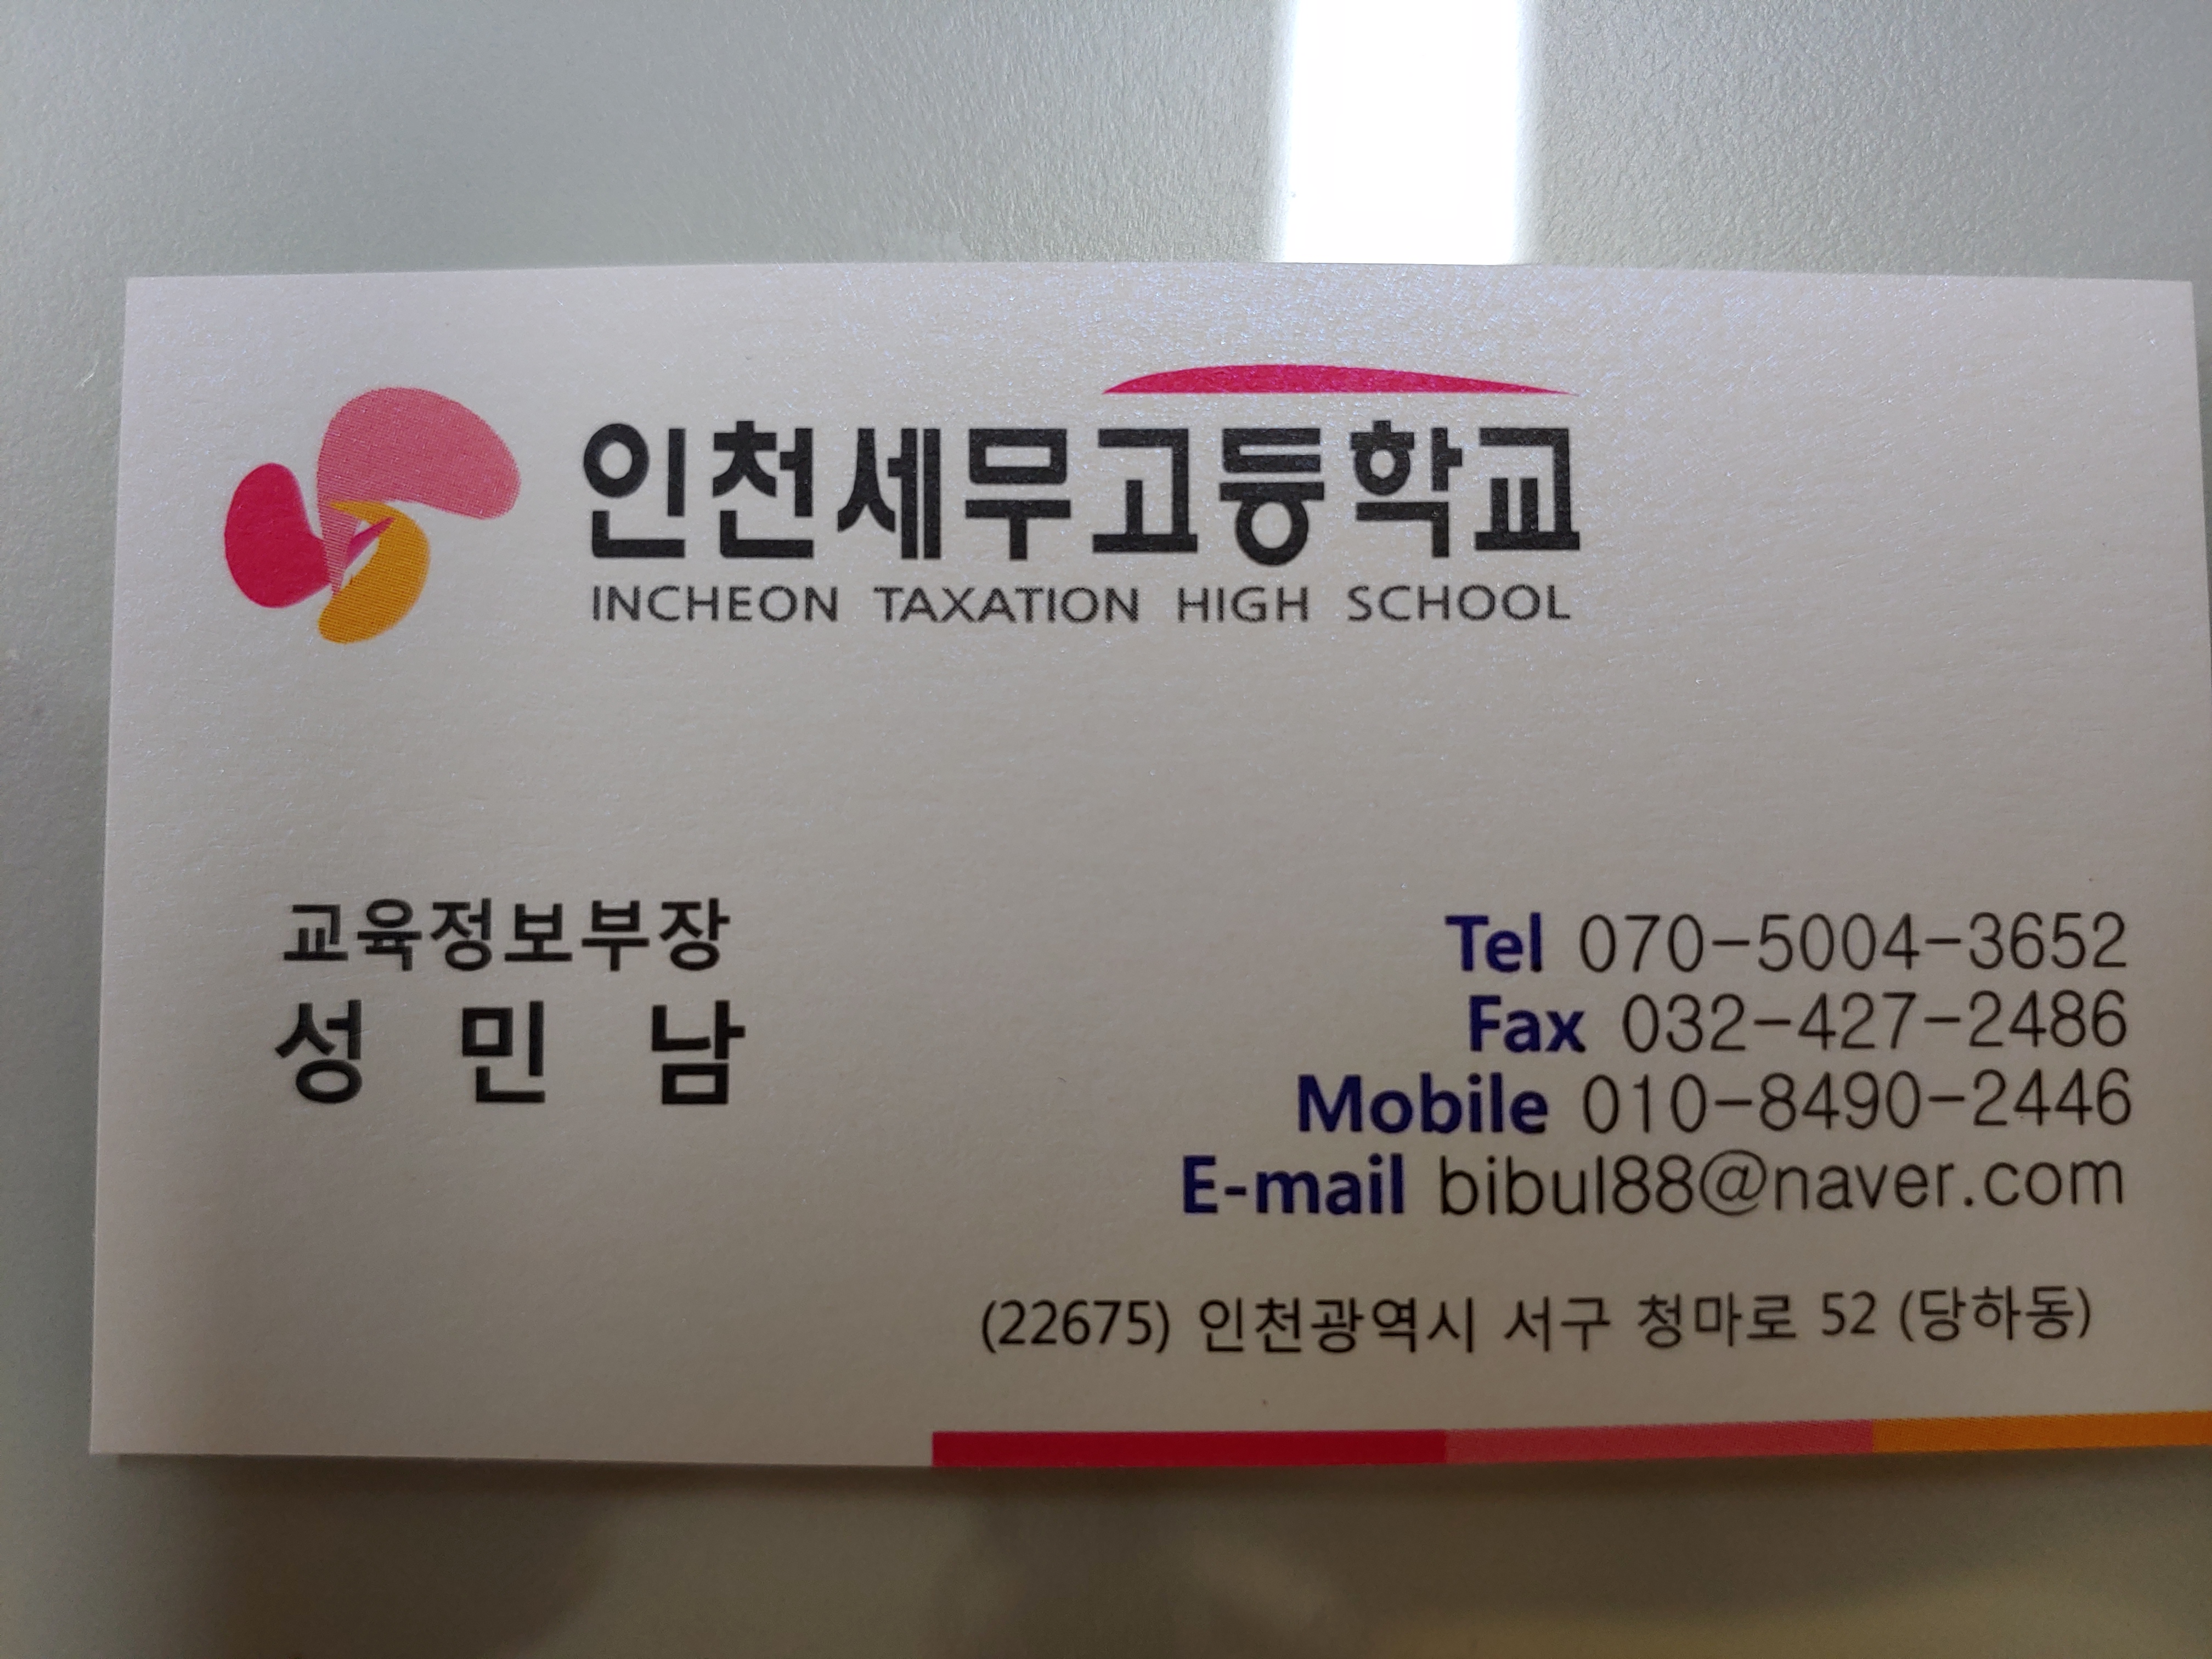 인천세무고등학교
INCHEON TAXATION HIGH SCHOOL
교육정보부장
성 민 남
Tel 070-5004-3652
Fax 032-427-2486
Mobile 010-8490-2446
E-mail bibul88@naver.com
(22675) 인천광역시 서구 청마로 52 (당하동)